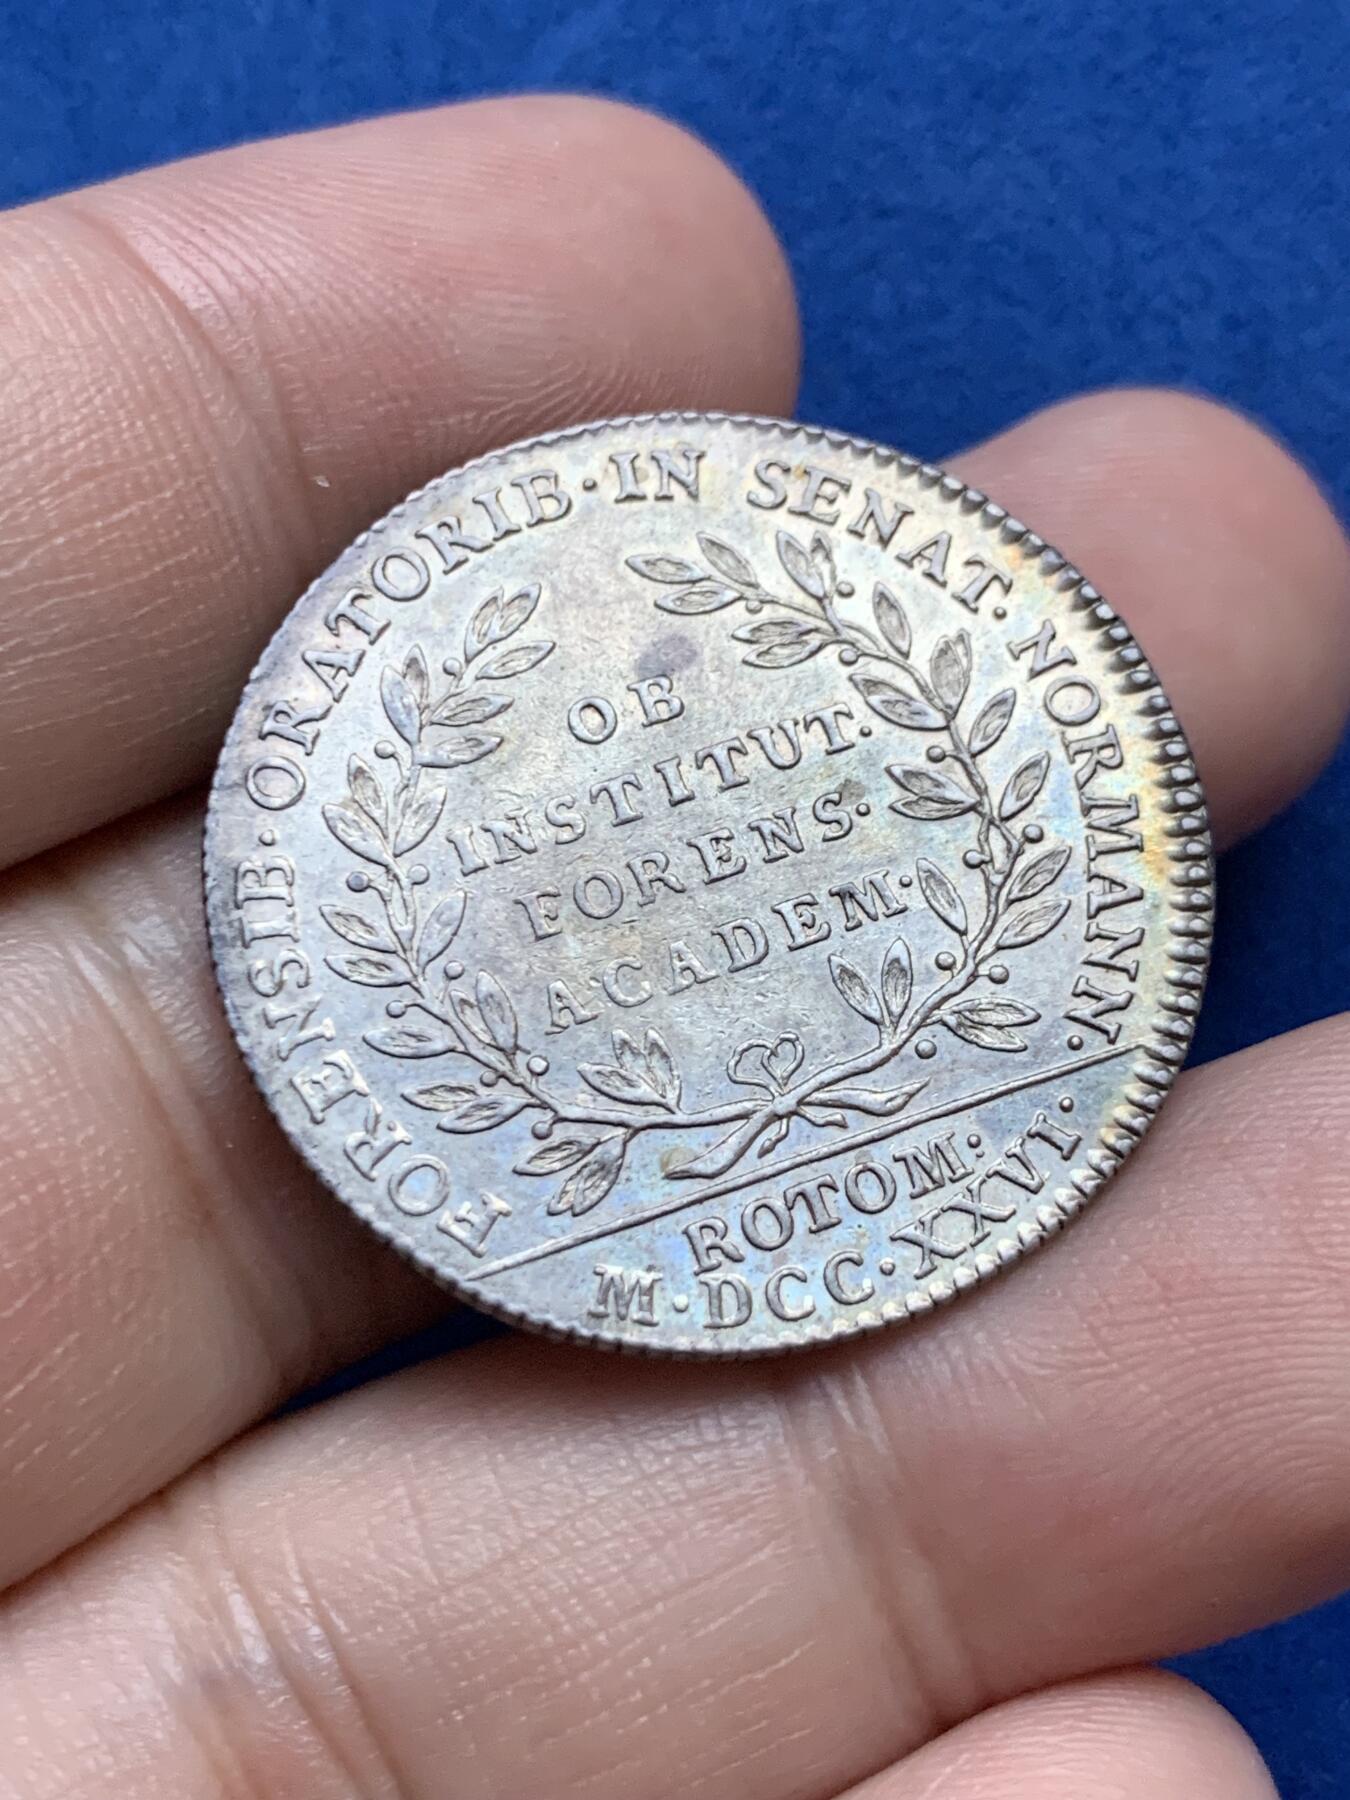 FORENSIB·ORATORIB·IN SENAT·NORMANN·
OB
INSTITUT.
FORENS·
ACADEM·
ROTOM:
M·DCC·XXVI·